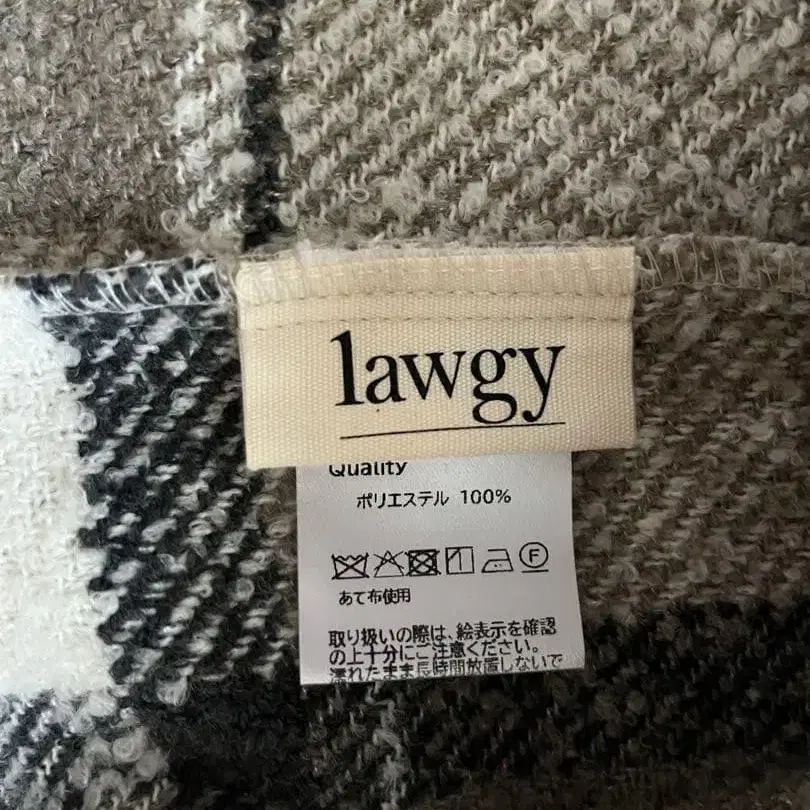 lawgy
Quality
ポリエステル 100%
F
あて布使用
取り扱いの際は、絵表示を確認
の上十分にご注意ください。
濡れたまま長時間放置しないで